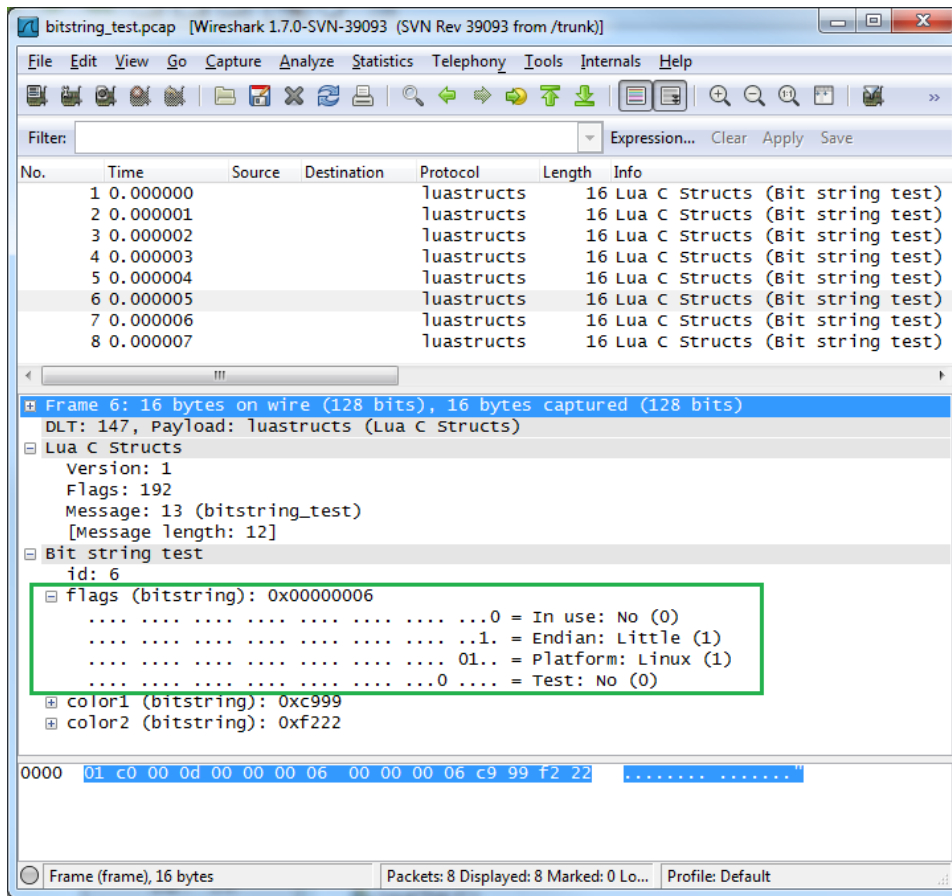 bitstring_test.pcap [Wireshark 1.7.0-SVN-39093 (SVN Rev 39093 from /trunk)]
File Edit View Go Capture Analyze Statistics Telephony Tools Internals Help
Filter: Expression... Clear Apply Save
No. Time Source Destination Protocol Length Info
1 0.000000 luastructs 16 Lua C Structs (Bit string test)
2 0.000001 luastructs 16 Lua C Structs (Bit string test)
3 0.000002 luastructs 16 Lua C Structs (Bit string test)
4 0.000003 luastructs 16 Lua C Structs (Bit string test)
5 0.000004 luastructs 16 Lua C Structs (Bit string test)
6 0.000005 luastructs 16 Lua C Structs (Bit string test)
7 0.000006 luastructs 16 Lua C Structs (Bit string test)
8 0.000007 luastructs 16 Lua C Structs (Bit string test)
Frame 6: 16 bytes on wire (128 bits), 16 bytes captured (128 bits)
DLT: 147, Payload: luastructs (Lua C Structs)
Lua C Structs
Version: 1
Flags: 192
Message: 13 (bitstring_test)
[Message length: 12]
Bit string test
id: 6
flags (bitstring): 0x00000006
.... .... .... .... .... .... .... ...0 = In use: No (0)
.... .... .... .... .... .... .... ..1. = Endian: Little (1)
.... .... .... .... .... .... .... 01.. = Platform: Linux (1)
.... .... .... .... .... .... ...0 .... = Test: No (0)
color1 (bitstring): 0xc999
color2 (bitstring): 0xf222
0000 01 c0 00 0d 00 00 00 06 00 00 00 06 c9 99 f2 22 ........ ......."
Frame (frame), 16 bytes Packets: 8 Displayed: 8 Marked: 0 Lo... Profile: Default